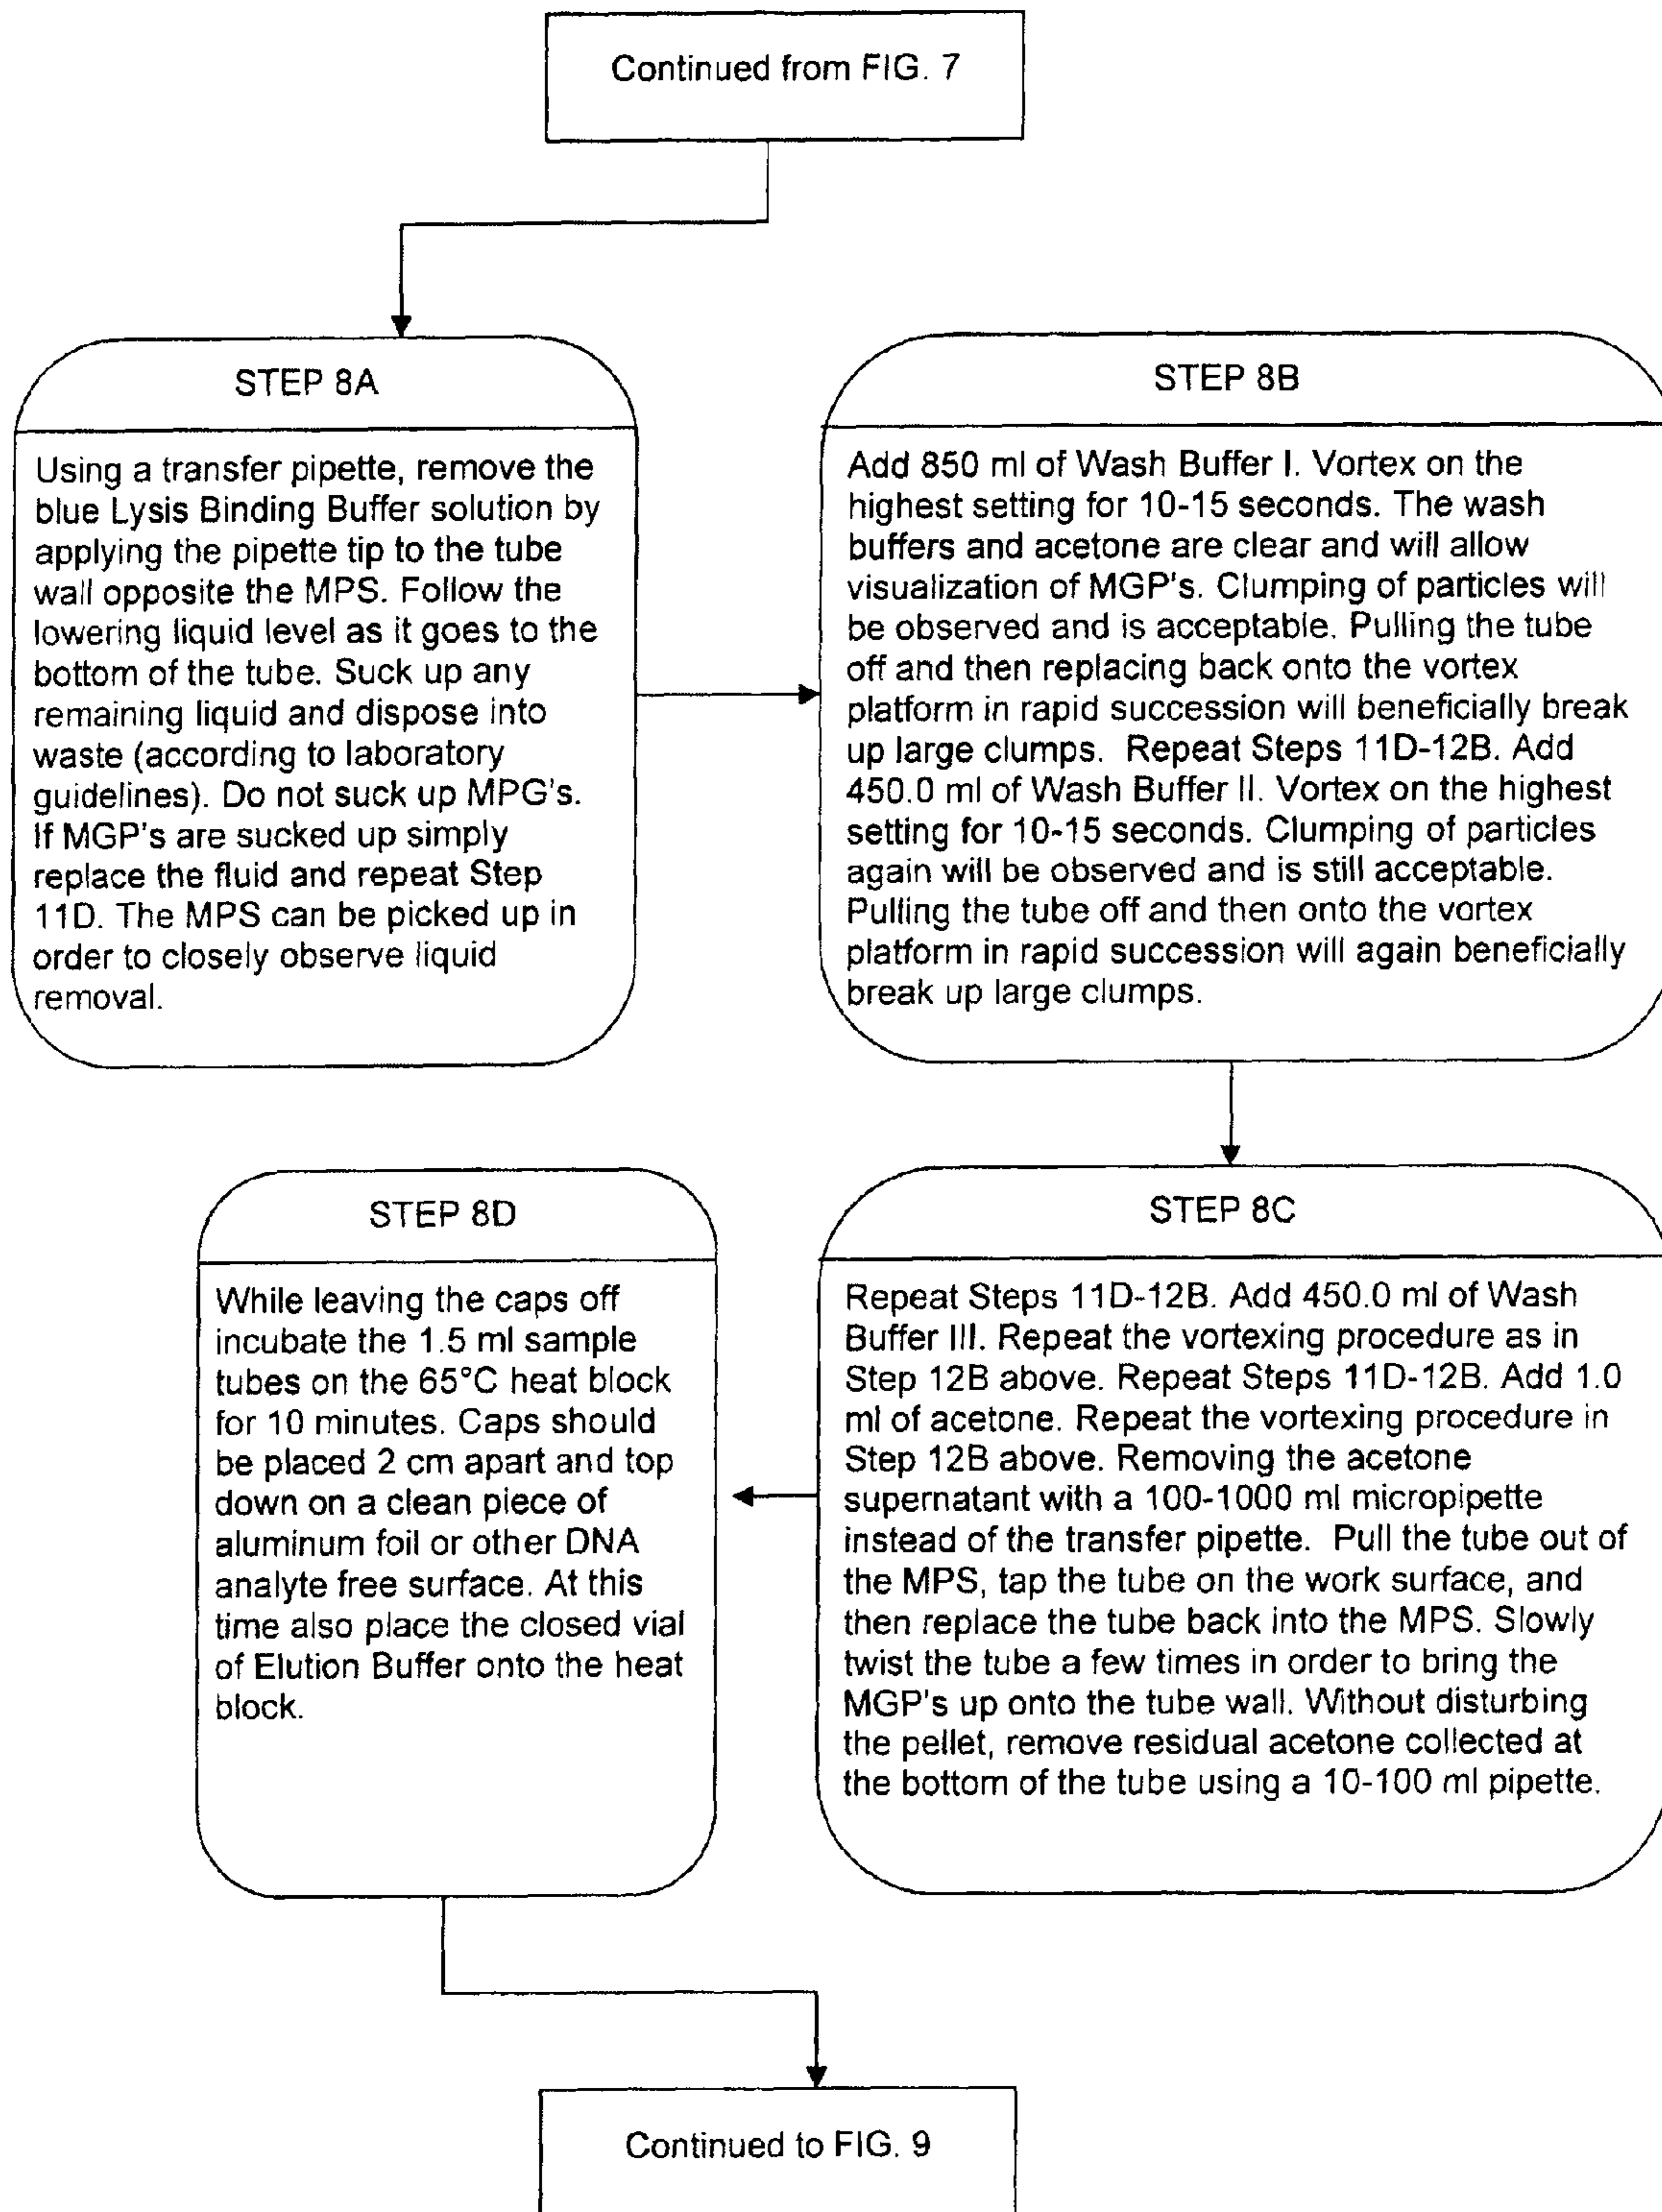 Continued from FIG. 7
STEP 8A
Using a transfer pipette, remove the
blue Lysis Binding Buffer solution by
applying the pipette tip to the tube
wall opposite the MPS. Follow the
lowering liquid level as it goes to the
bottom of the tube. Suck up any
remaining liquid and dispose into
waste (according to laboratory
guidelines). Do not suck up MPG's.
If MGP's are sucked up simply
replace the fluid and repeat Step
11D. The MPS can be picked up in
order to closely observe liquid
removal.
STEP 8B
Add 850 ml of Wash Buffer I. Vortex on the
highest setting for 10-15 seconds. The wash
buffers and acetone are clear and will allow
visualization of MGP's. Clumping of particles will
be observed and is acceptable. Pulling the tube
off and then replacing back onto the vortex
platform in rapid succession will beneficially break
up large clumps. Repeat Steps 11D-12B. Add
450.0 ml of Wash Buffer II. Vortex on the highest
setting for 10-15 seconds. Clumping of particles
again will be observed and is still acceptable.
Pulling the tube off and then onto the vortex
platform in rapid succession will again beneficially
break up large clumps.
STEP 8C
Repeat Steps 11D-12B. Add 450.0 ml of Wash
Buffer III. Repeat the vortexing procedure as in
Step 12B above. Repeat Steps 11D-12B. Add 1.0
ml of acetone. Repeat the vortexing procedure in
Step 12B above. Removing the acetone
supernatant with a 100-1000 ml micropipette
instead of the transfer pipette. Pull the tube out of
the MPS, tap the tube on the work surface, and
then replace the tube back into the MPS. Slowly
twist the tube a few times in order to bring the
MGP's up onto the tube wall. Without disturbing
the pellet, remove residual acetone collected at
the bottom of the tube using a 10-100 ml pipette.
STEP 8D
While leaving the caps off
incubate the 1.5 ml sample
tubes on the 65°C heat block
for 10 minutes. Caps should
be placed 2 cm apart and top
down on a clean piece of
aluminum foil or other DNA
analyte free surface. At this
time also place the closed vial
of Elution Buffer onto the heat
block.
Continued to FIG. 9